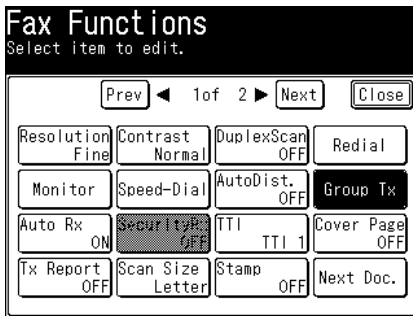 Fax Functions
Select item to edit.
Prev ◀ 1of 2 ▶ Next Close
Resolution Fine Contrast Normal DuplexScan OFF Redial
Monitor Speed-Dial AutoDist. OFF Group Tx
Auto Rx ON SecurityRx OFF TTI TTI 1 Cover Page OFF
Tx Report OFF Scan Size Letter Stamp OFF Next Doc.